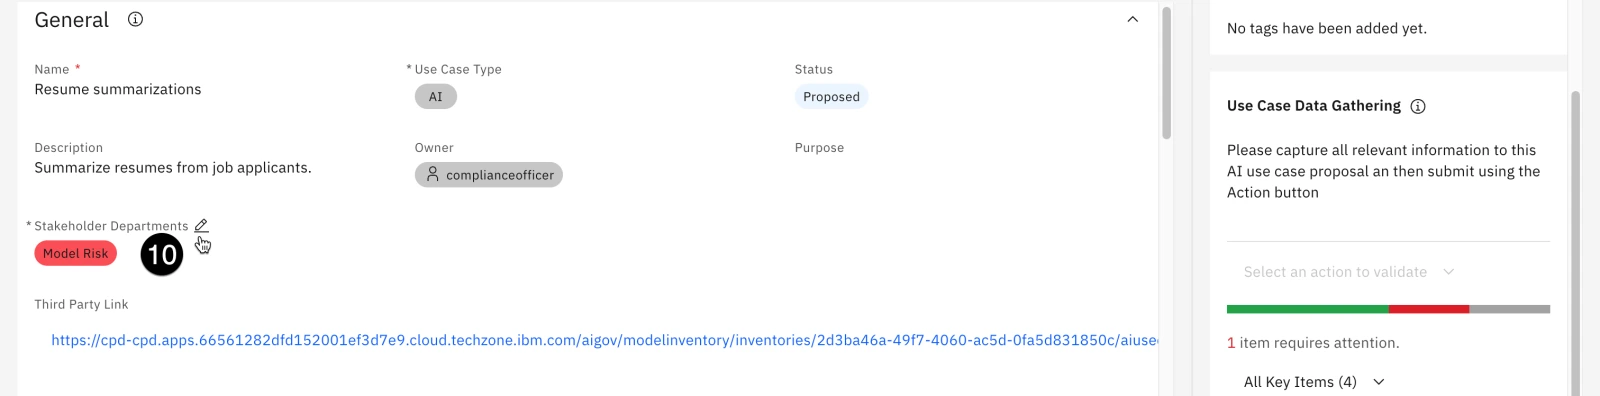 General
Name *
* Use Case Type
Status
Resume summarizations
AI
Proposed
Description
Owner
Purpose
Summarize resumes from job applicants.
complianceofficer
* Stakeholder Departments
Model Risk
10
Third Party Link
https://cpd-cpd.apps.66561282dfd152001ef3d7e9.cloud.techzone.ibm.com/aigov/modelinventory/inventories/2d3ba46a-49f7-4060-ac5d-0fa5d831850c/aiuse
No tags have been added yet.
Use Case Data Gathering
Please capture all relevant information to this
AI use case proposal an then submit using the
Action button
Select an action to validate
1 item requires attention.
All Key Items (4)